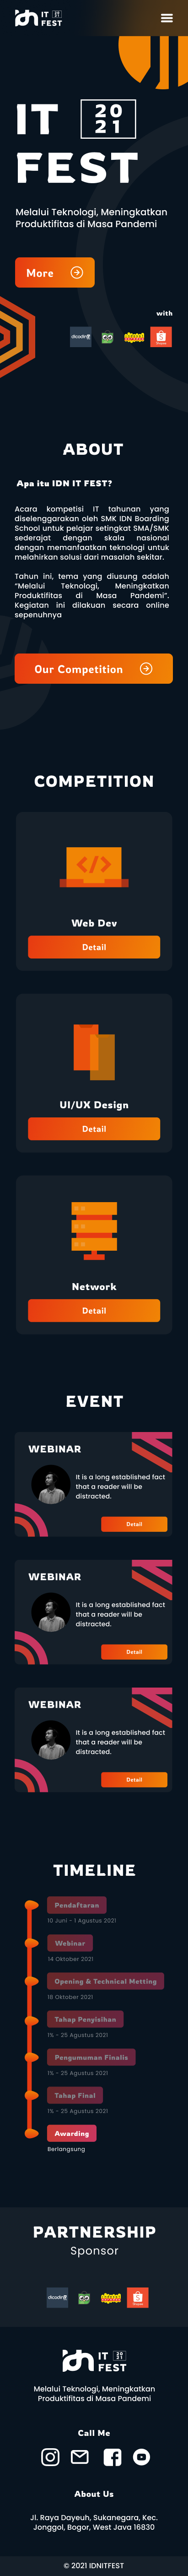 IT 20 21
FEST
IT 20
FEST 21
Melalui Teknologi, Meningkatkan
Produktifitas di Masa Pandemi
More
with
dicoding
Shopee
ABOUT
Apa itu IDN IT FEST?
Acara kompetisi IT tahunan yang
diselenggarakan oleh SMK IDN Boarding
School untuk pelajar setingkat SMA/SMK
sederajat dengan skala nasional
dengan memanfaatkan teknologi untuk
melahirkan solusi dari masalah sekitar.
Tahun ini, tema yang diusung adalah
“Melalui Teknologi, Meningkatkan
Produktifitas di Masa Pandemi”.
Kegiatan ini dilakuan secara online
sepenuhnya
Our Competition
COMPETITION
Web Dev
Detail
UI/UX Design
Detail
Network
Detail
EVENT
WEBINAR
It is a long established fact
that a reader will be
distracted.
Detail
WEBINAR
It is a long established fact
that a reader will be
distracted.
Detail
WEBINAR
It is a long established fact
that a reader will be
distracted.
Detail
TIMELINE
Pendaftaran
10 Juni - 1 Agustus 2021
Webinar
14 Oktober 2021
Opening & Technical Metting
18 Oktober 2021
Tahap Penyisihan
1% - 25 Agustus 2021
Pengumuman Finalis
1% - 25 Agustus 2021
Tahap Final
1% - 25 Agustus 2021
Awarding
Berlangsung
PARTNERSHIP
Sponsor
dicoding
Shopee
IT 20 21
FEST
Melalui Teknologi, Meningkatkan
Produktifitas di Masa Pandemi
Call Me
About Us
Jl. Raya Dayeuh, Sukanegara, Kec.
Jonggol, Bogor, West Java 16830
© 2021 IDNITFEST